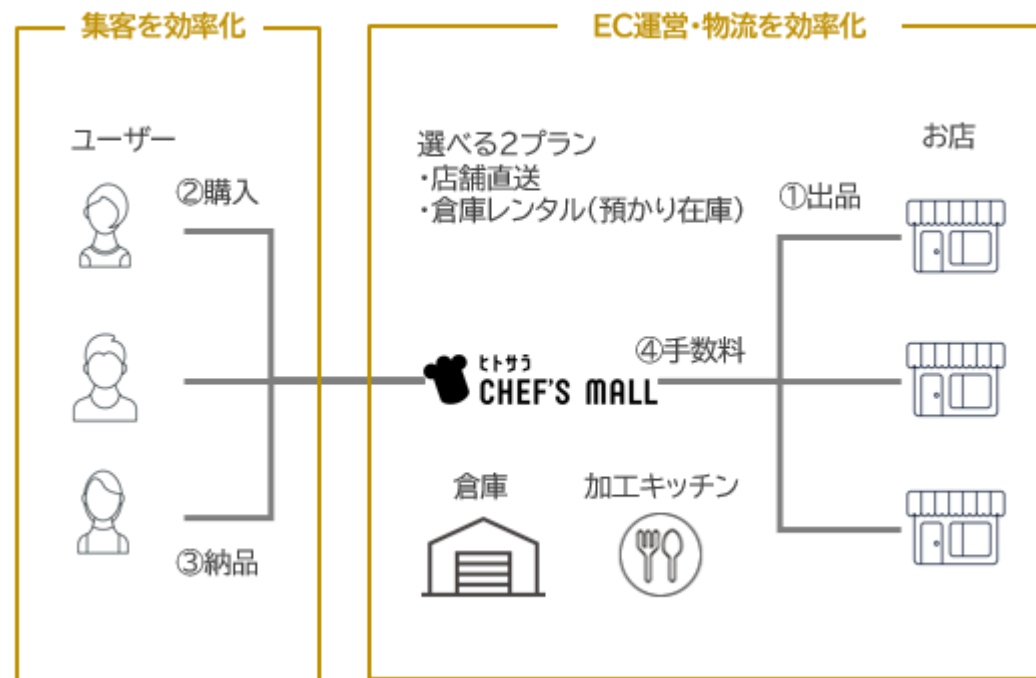 集客を効率化
EC運営・物流を効率化
ユーザー
②購入
③納品
選べる2プラン
・店舗直送
・倉庫レンタル(預かり在庫)
①出品
お店
④手数料
ヒトサラ
CHEF'S MALL
倉庫
加工キッチン